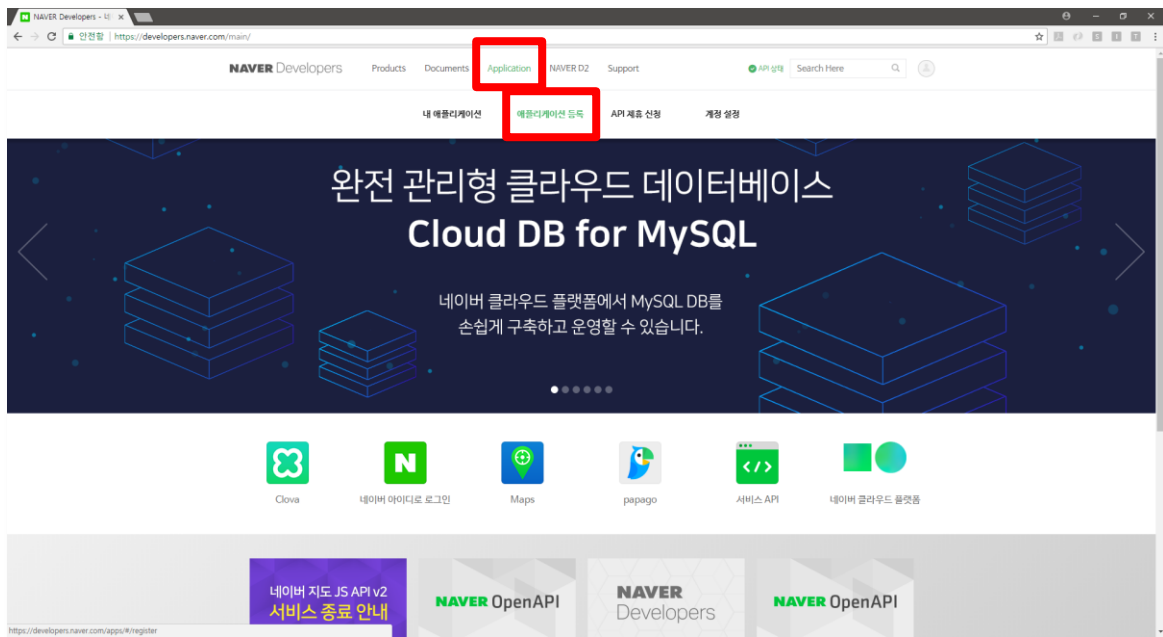 NAVER Developers - 네
안전함 | https://developers.naver.com/main/
NAVER Developers Products Documents Application NAVER D2 Support API 상태 Search Here
내 애플리케이션 애플리케이션 등록 API 제휴 신청 계정 설정
완전 관리형 클라우드 데이터베이스
Cloud DB for MySQL
네이버 클라우드 플랫폼에서 MySQL DB를
손쉽게 구축하고 운영할 수 있습니다.
Clova 네이버 아이디로 로그인 Maps papago 서비스 API 네이버 클라우드 플랫폼
네이버 지도 JS API v2
서비스 종료 안내
NAVER OpenAPI
NAVER
Developers
NAVER OpenAPI
https://developers.naver.com/apps/#/register